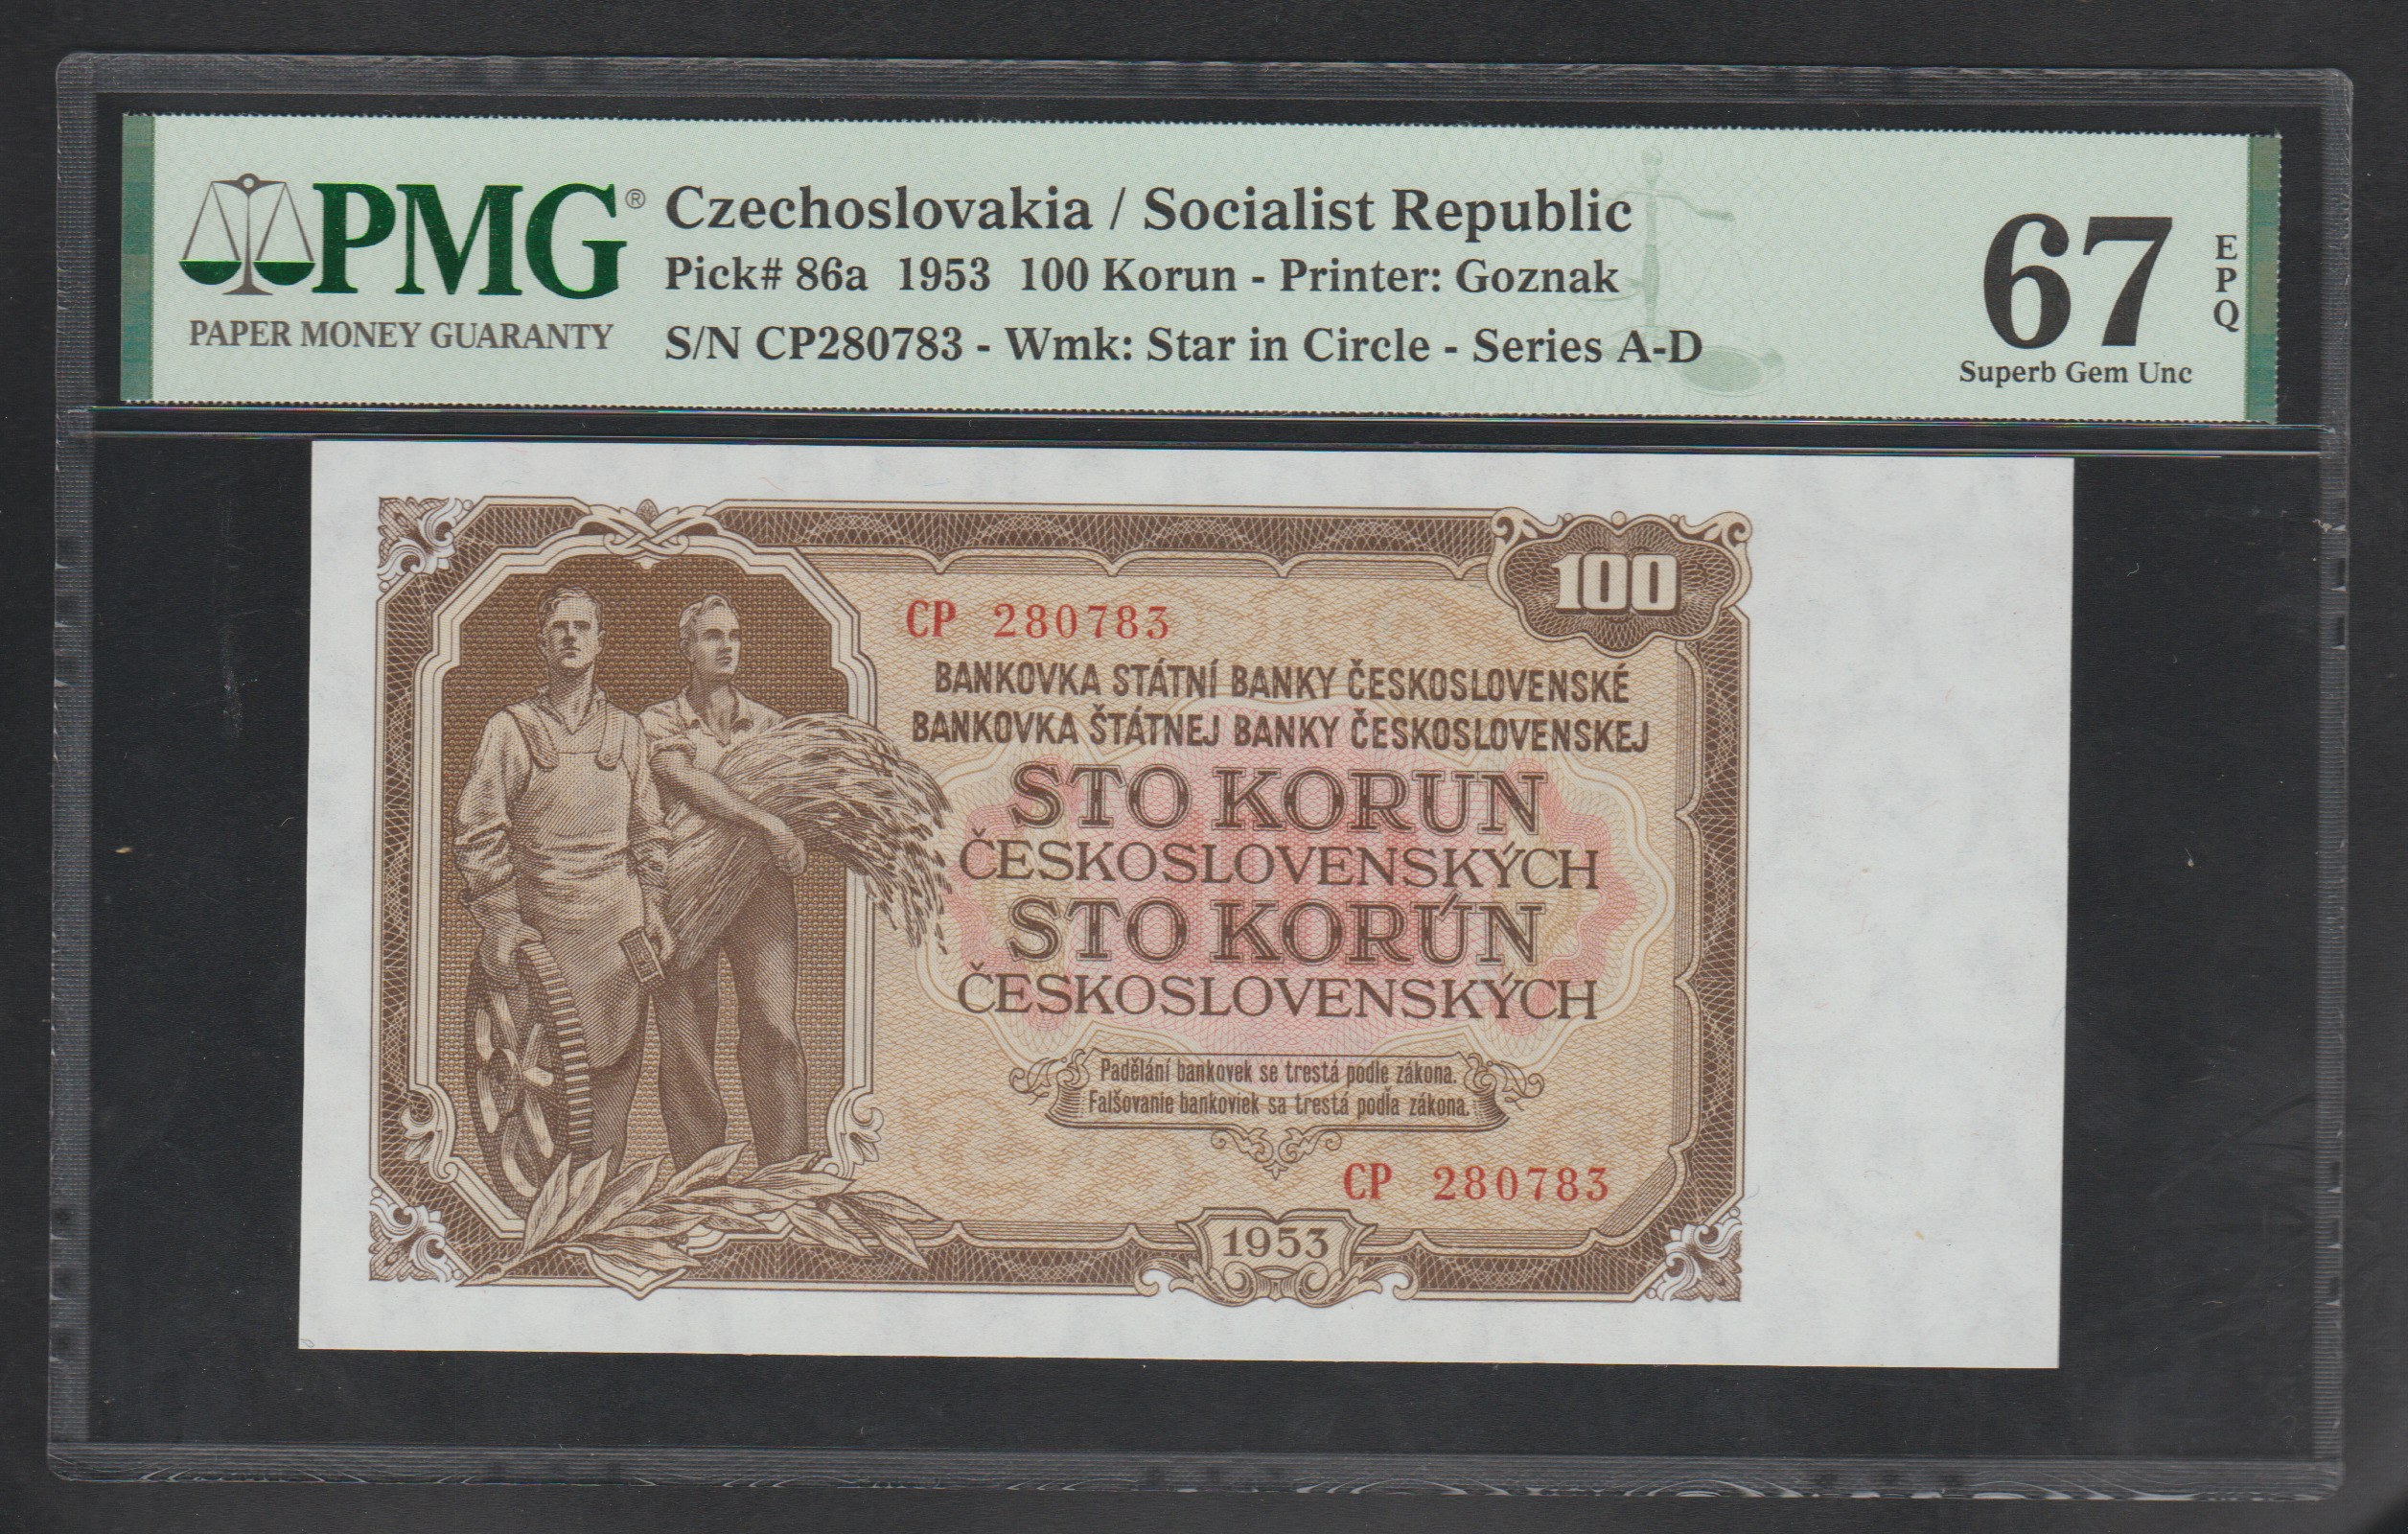 PMG®
PAPER MONEY GUARANTY
Czechoslovakia / Socialist Republic
Pick# 86a 1953 100 Korun - Printer: Goznak
S/N CP280783 - Wmk: Star in Circle - Series A-D
67
EPQ
Superb Gem Unc
100
CP 280783
BANKOVKA STÁTNÍ BANKY ČESKOSLOVENSKÉ
BANKOVKA ŠTÁTNEJ BANKY ČESKOSLOVENSKEJ
STO KORUN
ČESKOSLOVENSKÝCH
STO KORÚN
ČESKOSLOVENSKÝCH
Padělání bankovek se trestá podle zákona.
Falšovanie bankoviek sa trestá podľa zákona.
CP 280783
1953